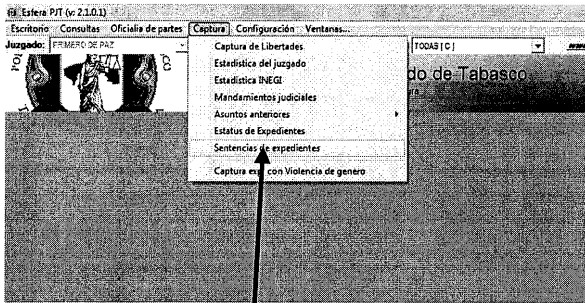 Esfera PJT (v: 2.1.0.1)
Escritorio Consultas Oficialia de partes Captura Configuración Ventanas...
Juzgado: PRIMERO DE PAZ
TODAS [ C ]
Captura de Libertades
Estadistica del juzgado
Estadistica INEGI
do de Tabasco
Mandamientos judiciales
Asuntos anteriores
Estatus de Expedientes
Sentencias de expedientes
Captura exp. con Violencia de genero